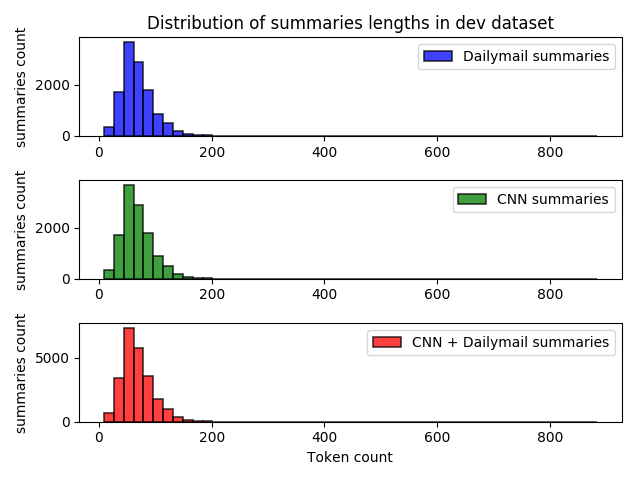 Distribution of summaries lengths in dev dataset
summaries count
2000
0
Dailymail summaries
0 200 400 600 800
summaries count
2000
0
CNN summaries
0 200 400 600 800
summaries count
5000
0
CNN + Dailymail summaries
0 200 400 600 800
Token count